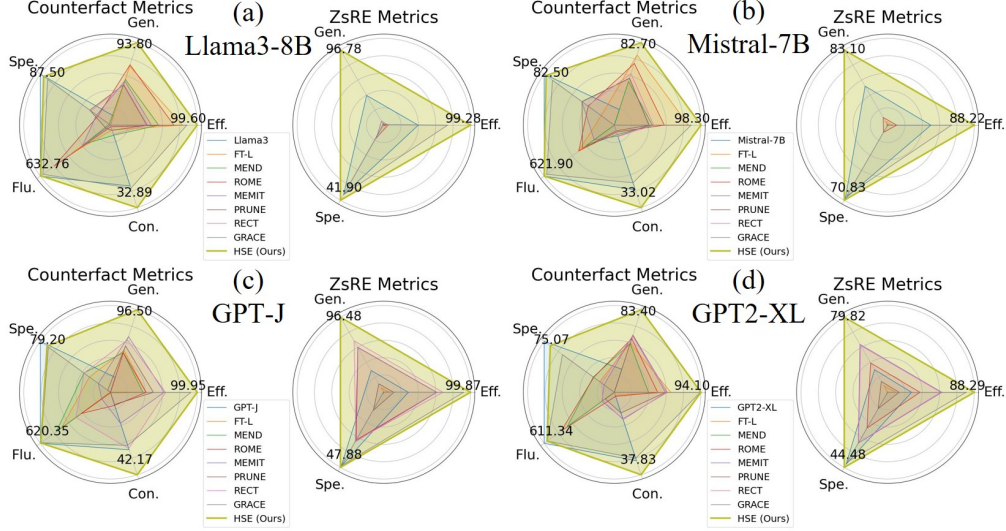 Counterfact Metrics
(a)
Llama3-8B
ZsRE Metrics
Gen.
93.80
Spe.
87.50
99.60
Eff.
632.76
Flu.
32.89
Con.
Gen.
96.78
99.28
Eff.
41.90
Spe.
Llama3
FT-L
MEND
ROME
MEMIT
PRUNE
RECT
GRACE
HSE (Ours)
Counterfact Metrics
(b)
Mistral-7B
ZsRE Metrics
Gen.
82.70
Spe.
82.50
98.30
Eff.
621.90
Flu.
33.02
Con.
Gen.
83.10
88.22
Eff.
70.83
Spe.
Mistral-7B
FT-L
MEND
ROME
MEMIT
PRUNE
RECT
GRACE
HSE (Ours)
Counterfact Metrics
(c)
GPT-J
ZsRE Metrics
Gen.
96.50
Spe.
79.20
99.95
Eff.
620.35
Flu.
42.17
Con.
Gen.
96.48
99.87
Eff.
47.88
Spe.
GPT-J
FT-L
MEND
ROME
MEMIT
PRUNE
RECT
GRACE
HSE (Ours)
Counterfact Metrics
(d)
GPT2-XL
ZsRE Metrics
Gen.
83.40
Spe.
75.07
94.10
Eff.
611.34
Flu.
37.83
Con.
Gen.
79.82
88.29
Eff.
44.48
Spe.
GPT2-XL
FT-L
MEND
ROME
MEMIT
PRUNE
RECT
GRACE
HSE (Ours)